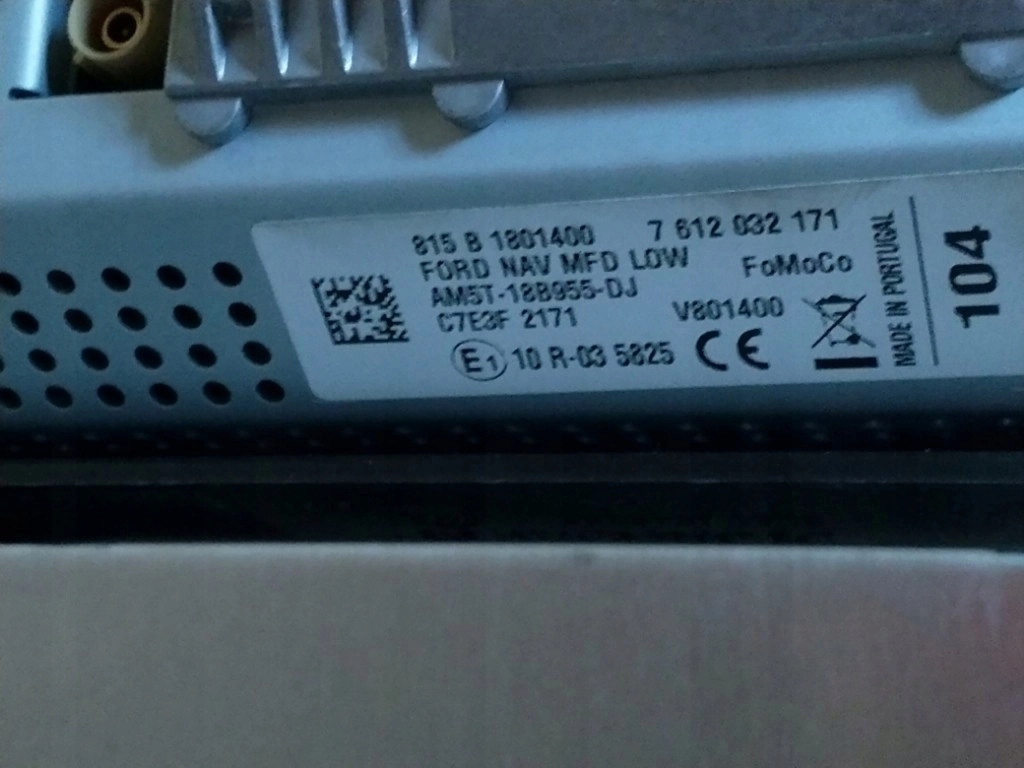 815 B 1801400 7 612 032 171
FORD NAV MFD LOW FoMoCo
AM5T-18B955-DJ
C7E3F 2171 V801400
E1 10 R-03 5825 CE
MADE IN PORTUGAL
104